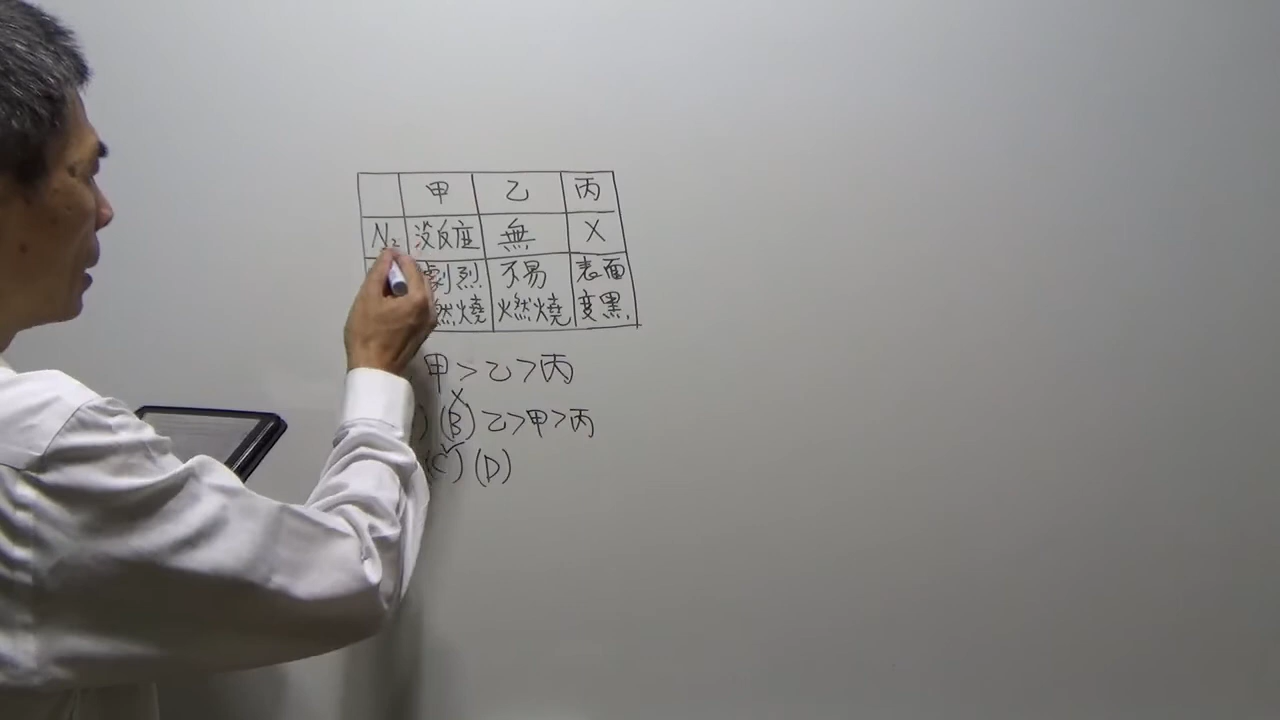 甲 乙 丙
N₂ 沒反應 無 X
劇烈 不易 表面
燃燒 燃燒 變黑.
甲>乙>丙
(B) 乙>甲>丙
(C) (D)